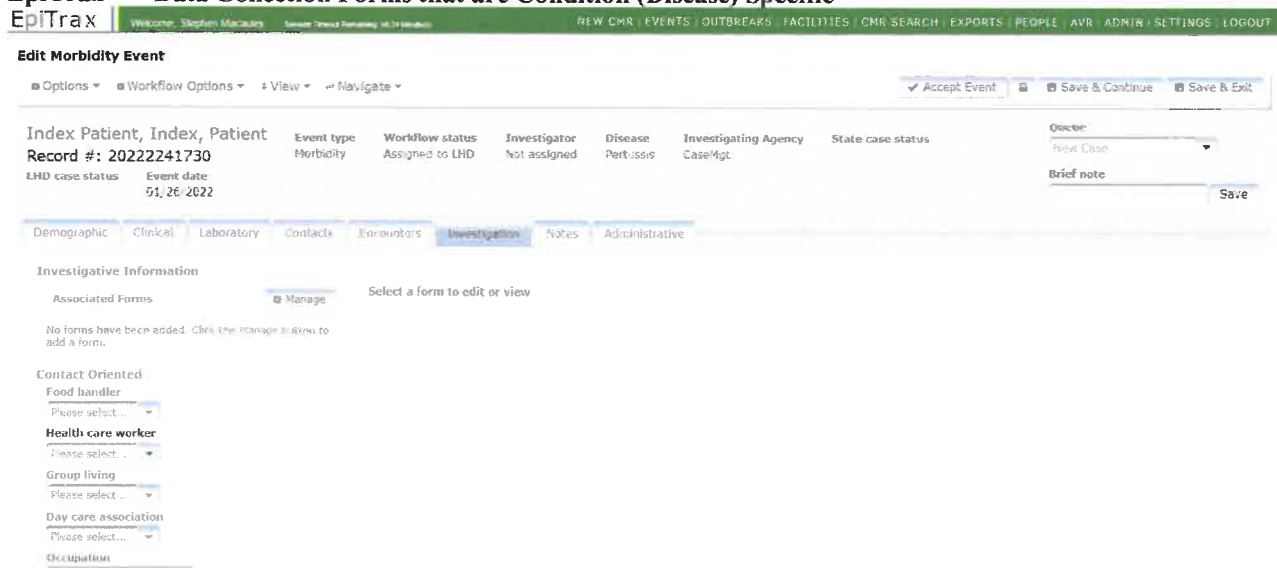 EpiTrax – Data Collection Forms that are Condition (Disease) Specific
EpiTrax Welcome, Stephen Macauley NEW CMR | EVENTS | OUTBREAKS | FACILITIES | CMR SEARCH | EXPORTS | PEOPLE | AVR | ADMIN | SETTINGS | LOGOUT
Edit Morbidity Event
Options Workflow Options View Navigate Accept Event Save & Continue Save & Exit
Index Patient, Index, Patient Event type Workflow status Investigator Disease Investigating Agency State case status Queue
Record #: 20222241730 Morbidity Assigned to LHD Not assigned Pertussis CaseMgt New Case
LHD case status Event date Brief note
01/26/2022 Save
Demographic Clinical Laboratory Contacts Encounters Investigation Notes Administrative
Investigative Information
Associated Forms Manage Select a form to edit or view
No forms have been added. Click the manage button to
add a form.
Contact Oriented
Food handler
Please select...
Health care worker
Please select...
Group living
Please select...
Day care association
Please select...
Occupation